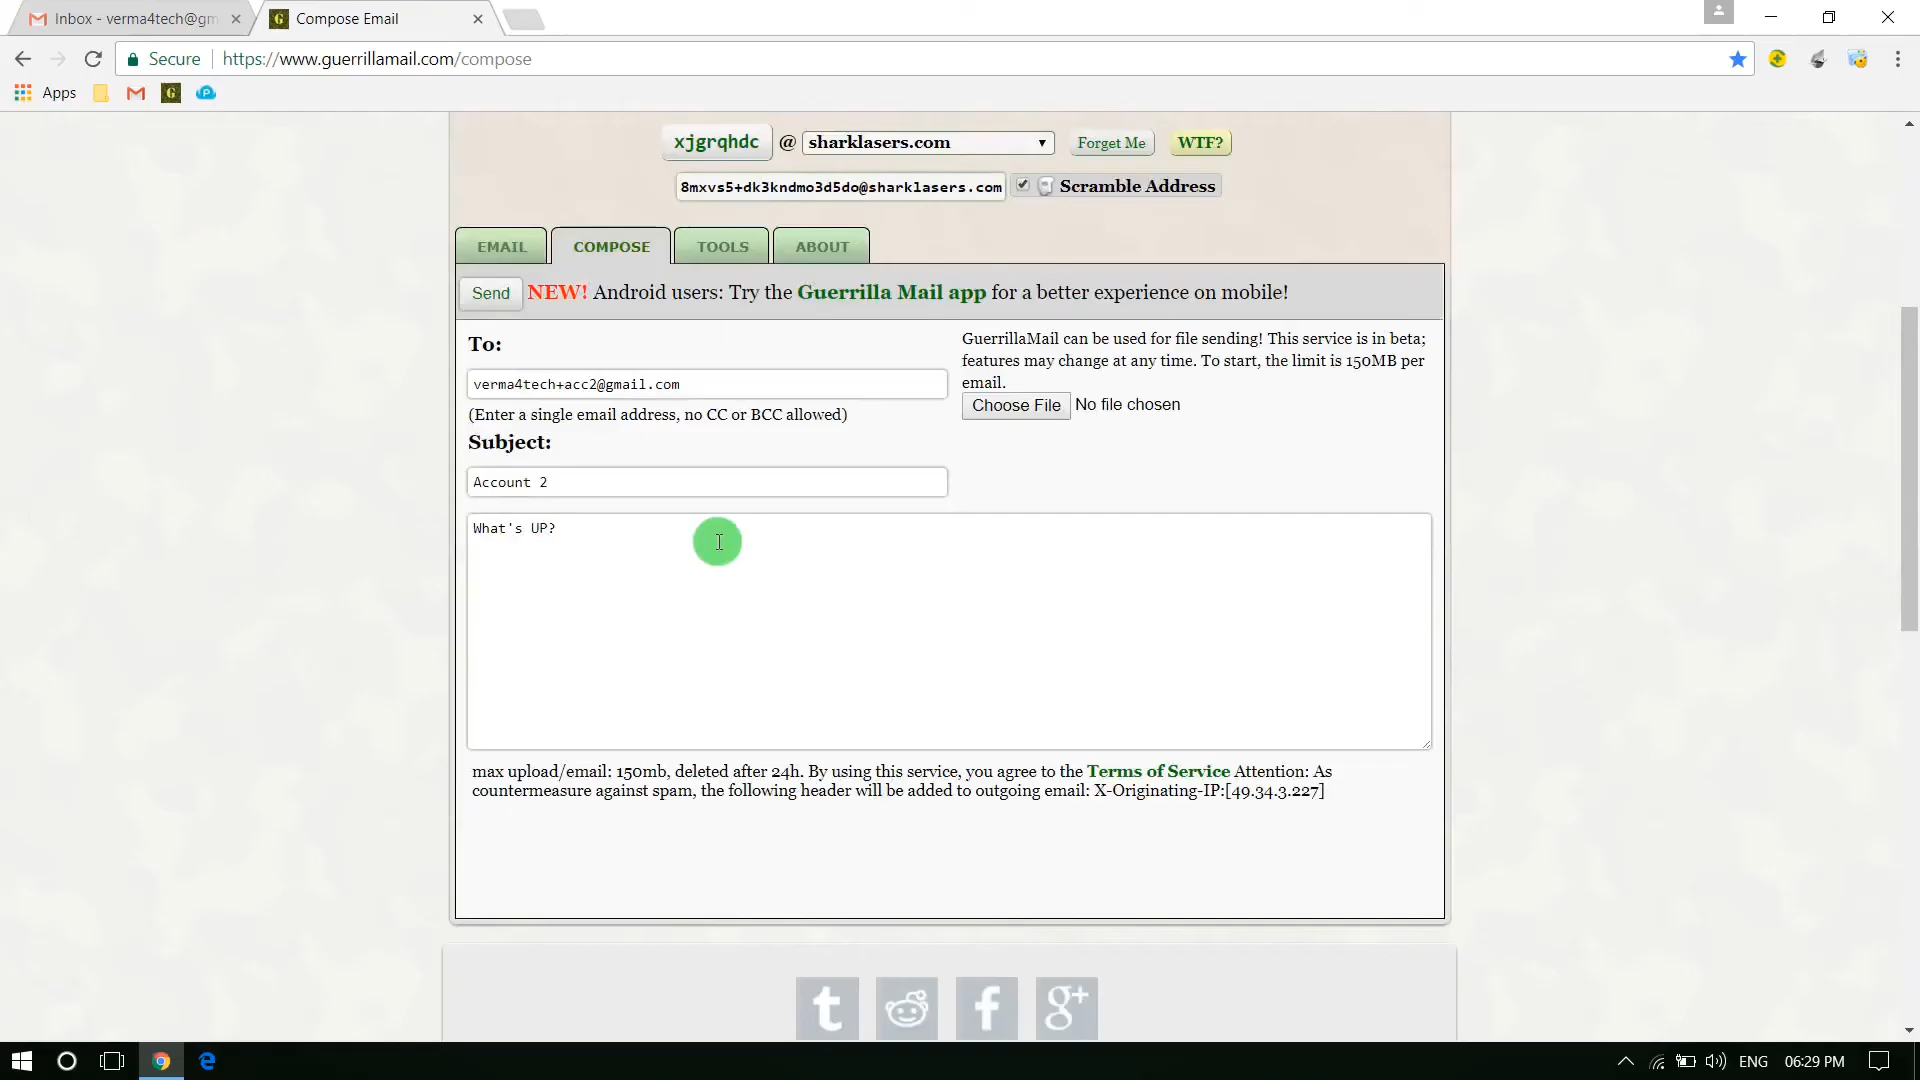 Inbox - verma4tech@gm
Compose Email
Secure
https://www.guerrillamail.com/compose
Apps
xjgrqhdc @ sharklasers.com Forget Me WTF?
8mxvs5+dk3kndmo3d5do@sharklasers.com Scramble Address
EMAIL COMPOSE TOOLS ABOUT
Send NEW! Android users: Try the Guerrilla Mail app for a better experience on mobile!
To:
verma4tech+acc2@gmail.com
(Enter a single email address, no CC or BCC allowed)
GuerrillaMail can be used for file sending! This service is in beta;
features may change at any time. To start, the limit is 150MB per
email.
Choose File No file chosen
Subject:
Account 2
What's UP?
max upload/email: 150mb, deleted after 24h. By using this service, you agree to the Terms of Service Attention: As
countermeasure against spam, the following header will be added to outgoing email: X-Originating-IP:[49.34.3.227]
ENG 06:29 PM